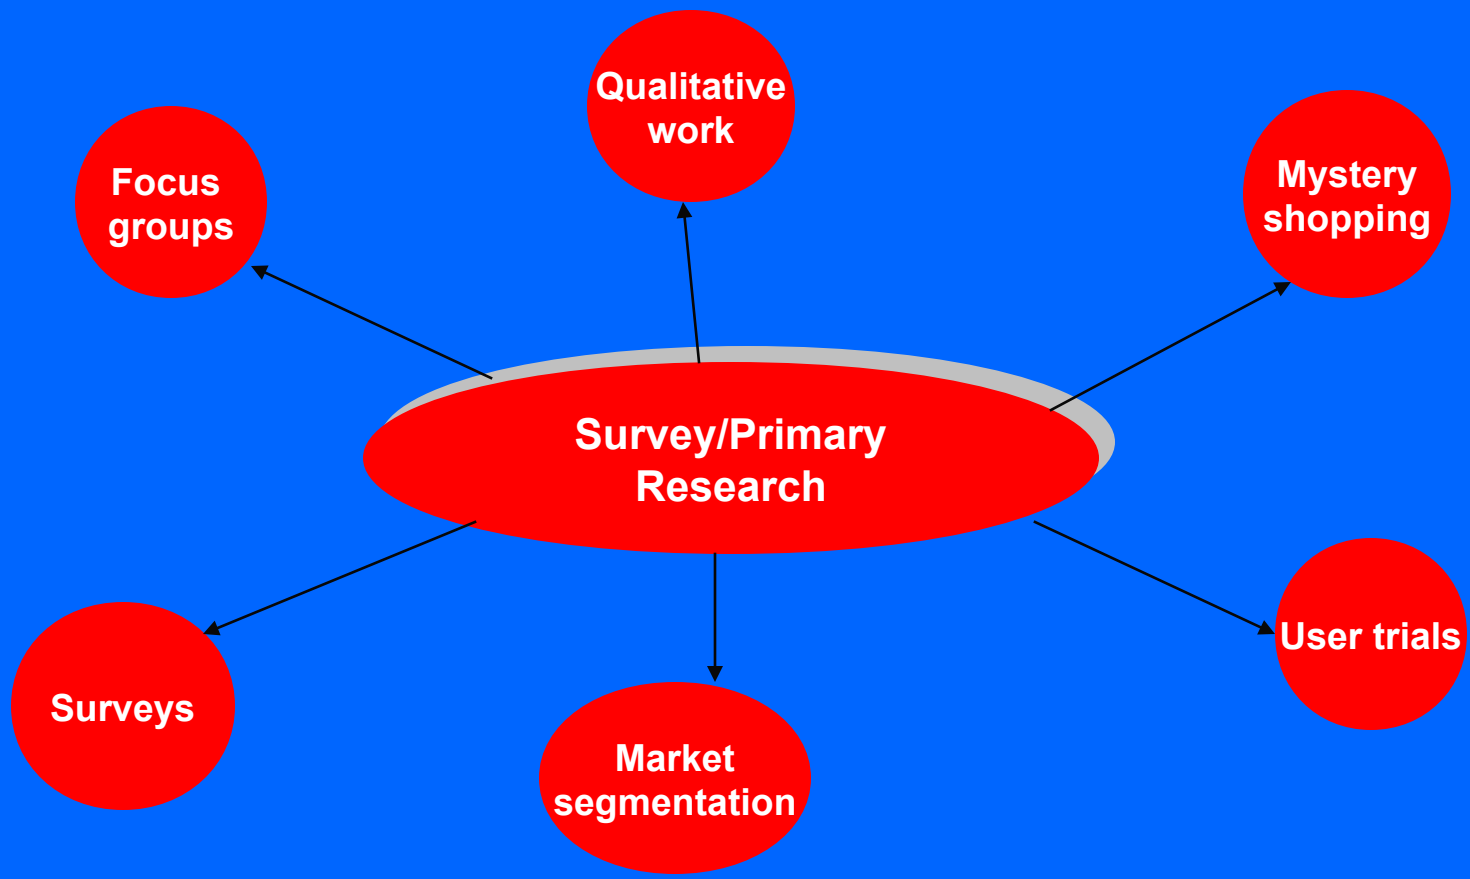 Qualitative
work
Focus
groups
Mystery
shopping
Survey/Primary
Research
User trials
Surveys
Market
segmentation